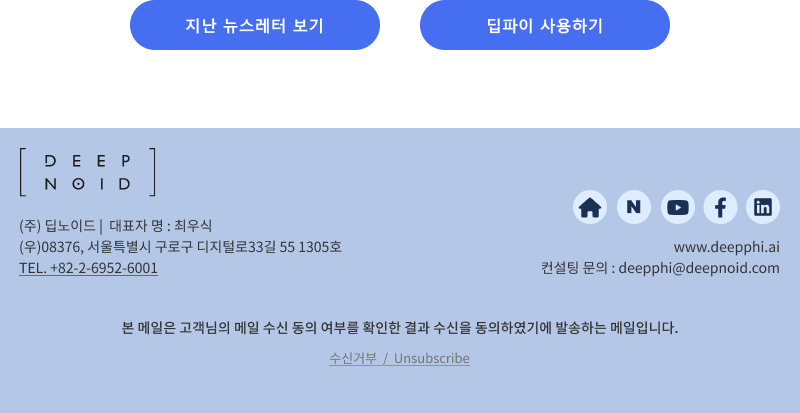 지난 뉴스레터 보기
딥파이 사용하기
DEEP
NOID
(주) 딥노이드 | 대표자 명 : 최우식
(우)08376, 서울특별시 구로구 디지털로33길 55 1305호
TEL. +82-2-6952-6001
www.deepphi.ai
컨설팅 문의 : deepphi@deepnoid.com
본 메일은 고객님의 메일 수신 동의 여부를 확인한 결과 수신을 동의하였기에 발송하는 메일입니다.
수신거부 / Unsubscribe